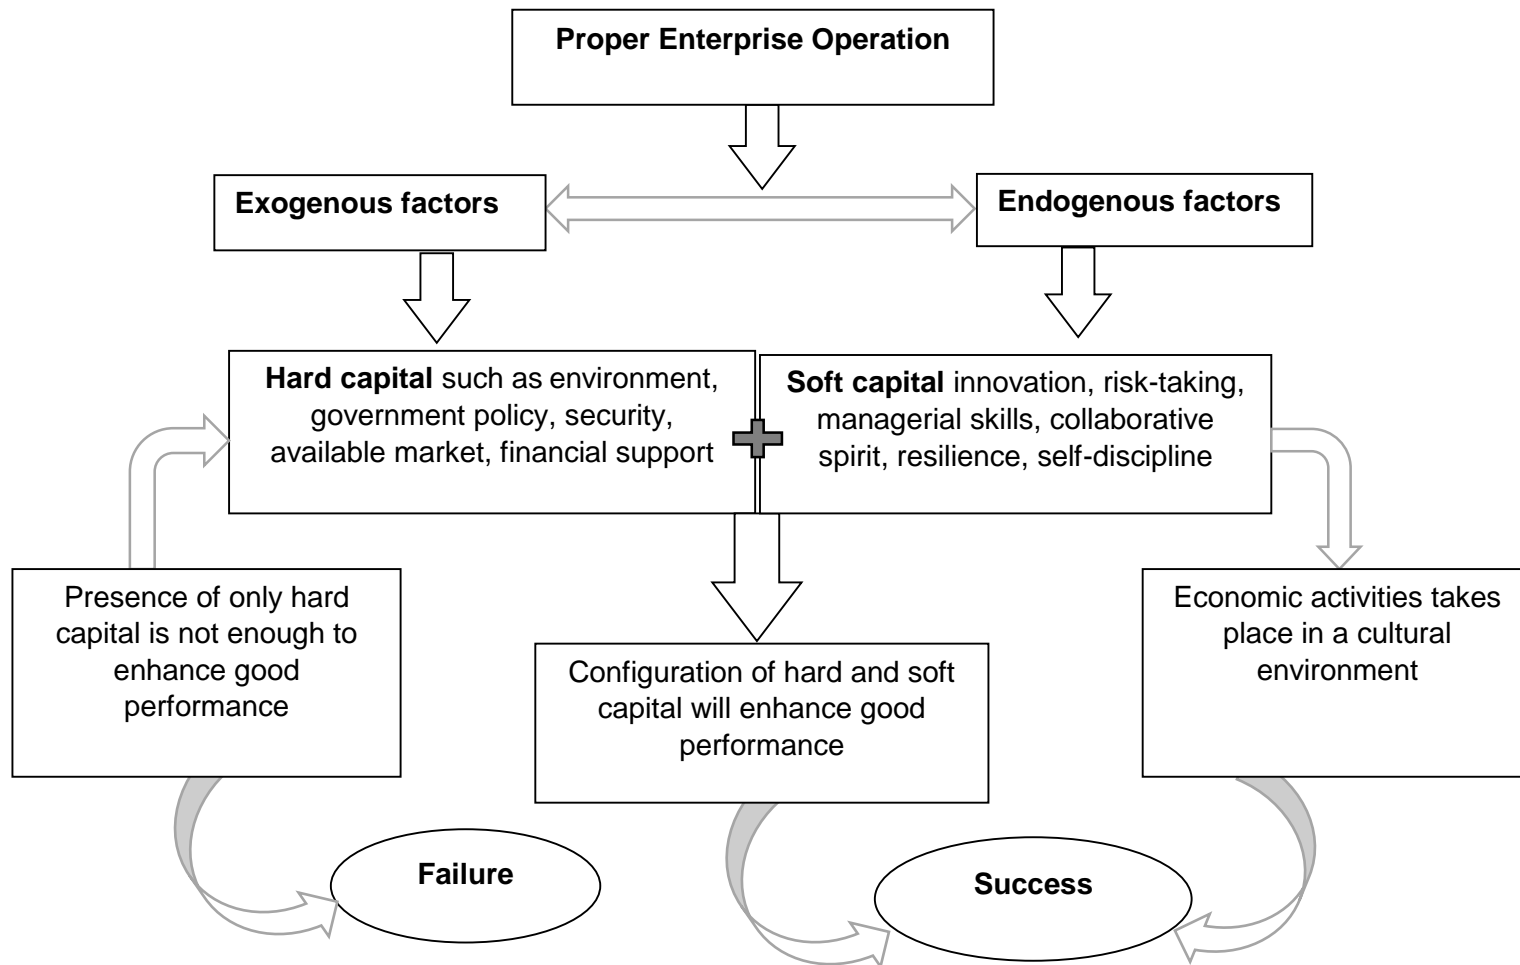 Proper Enterprise Operation
Exogenous factors
Endogenous factors
Hard capital such as environment,
government policy, security,
available market, financial support
Soft capital innovation, risk-taking,
managerial skills, collaborative
spirit, resilience, self-discipline
Presence of only hard
capital is not enough to
enhance good
performance
Configuration of hard and soft
capital will enhance good
performance
Economic activities takes
place in a cultural
environment
Failure
Success